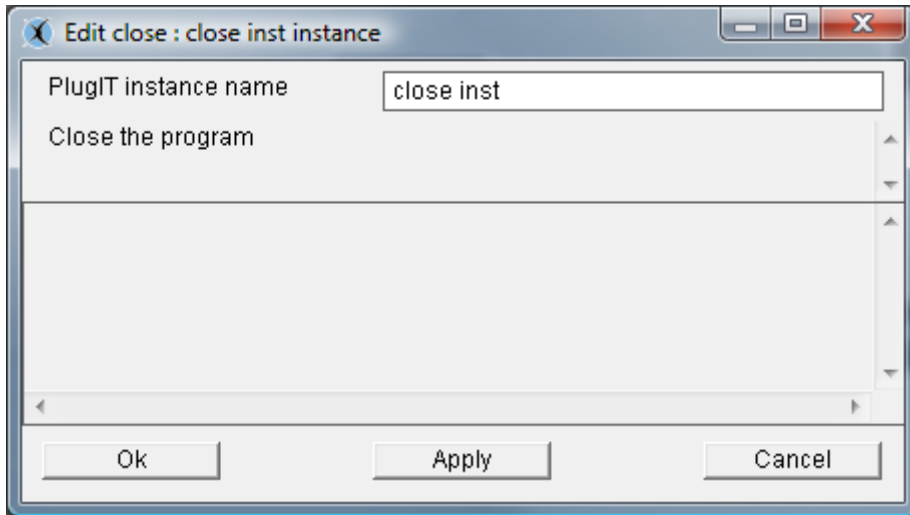 Edit close : close inst instance
PlugIT instance name close inst
Close the program
Ok Apply Cancel